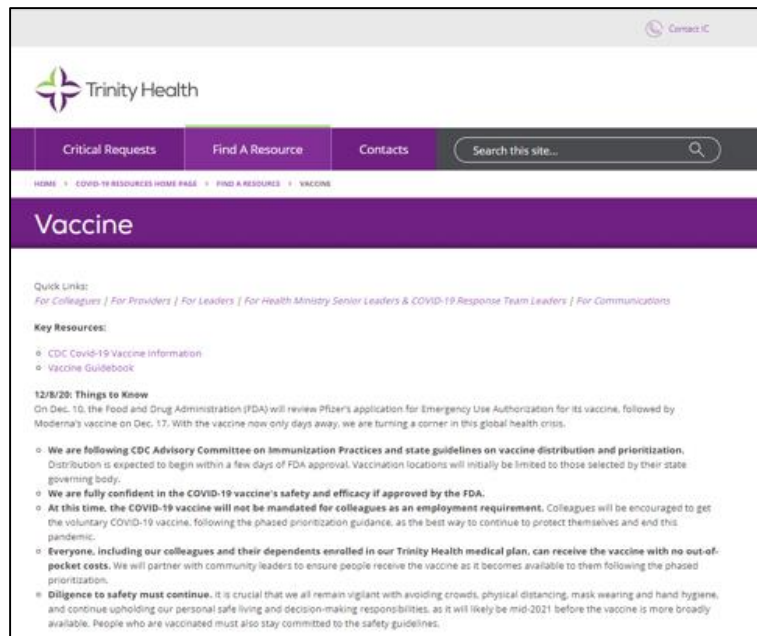 Contact IC
Trinity Health
Critical Requests
Find A Resource
Contacts
Search this site...
HOME > COVID-19 RESOURCES HOME PAGE > FIND A RESOURCE > VACCINE
Vaccine
Quick Links:
For Colleagues | For Providers | For Leaders | For Health Ministry Senior Leaders & COVID-19 Response Team Leaders | For Communications
Key Resources:
CDC Covid-19 Vaccine Information
Vaccine Guidebook
12/8/20: Things to Know
On Dec. 10, the Food and Drug Administration (FDA) will review Pfizer's application for Emergency Use Authorization for its vaccine, followed by
Moderna's vaccine on Dec. 17. With the vaccine now only days away, we are turning a corner in this global health crisis.
We are following CDC Advisory Committee on Immunization Practices and state guidelines on vaccine distribution and prioritization.
Distribution is expected to begin within a few days of FDA approval. Vaccination locations will initially be limited to those selected by their state
governing body.
We are fully confident in the COVID-19 vaccine's safety and efficacy if approved by the FDA.
At this time, the COVID-19 vaccine will not be mandated for colleagues as an employment requirement. Colleagues will be encouraged to get
the voluntary COVID-19 vaccine, following the phased prioritization guidance, as the best way to continue to protect themselves and end this
pandemic.
Everyone, including our colleagues and their dependents enrolled in our Trinity Health medical plan, can receive the vaccine with no out-of-
pocket costs. We will partner with community leaders to ensure people receive the vaccine as it becomes available to them following the phased
prioritization.
Diligence to safety must continue. It is crucial that we all remain vigilant with avoiding crowds, physical distancing, mask wearing and hand hygiene,
and continue upholding our personal safe living and decision-making responsibilities, as it will likely be mid-2021 before the vaccine is more broadly
available. People who are vaccinated must also stay committed to the safety guidelines.